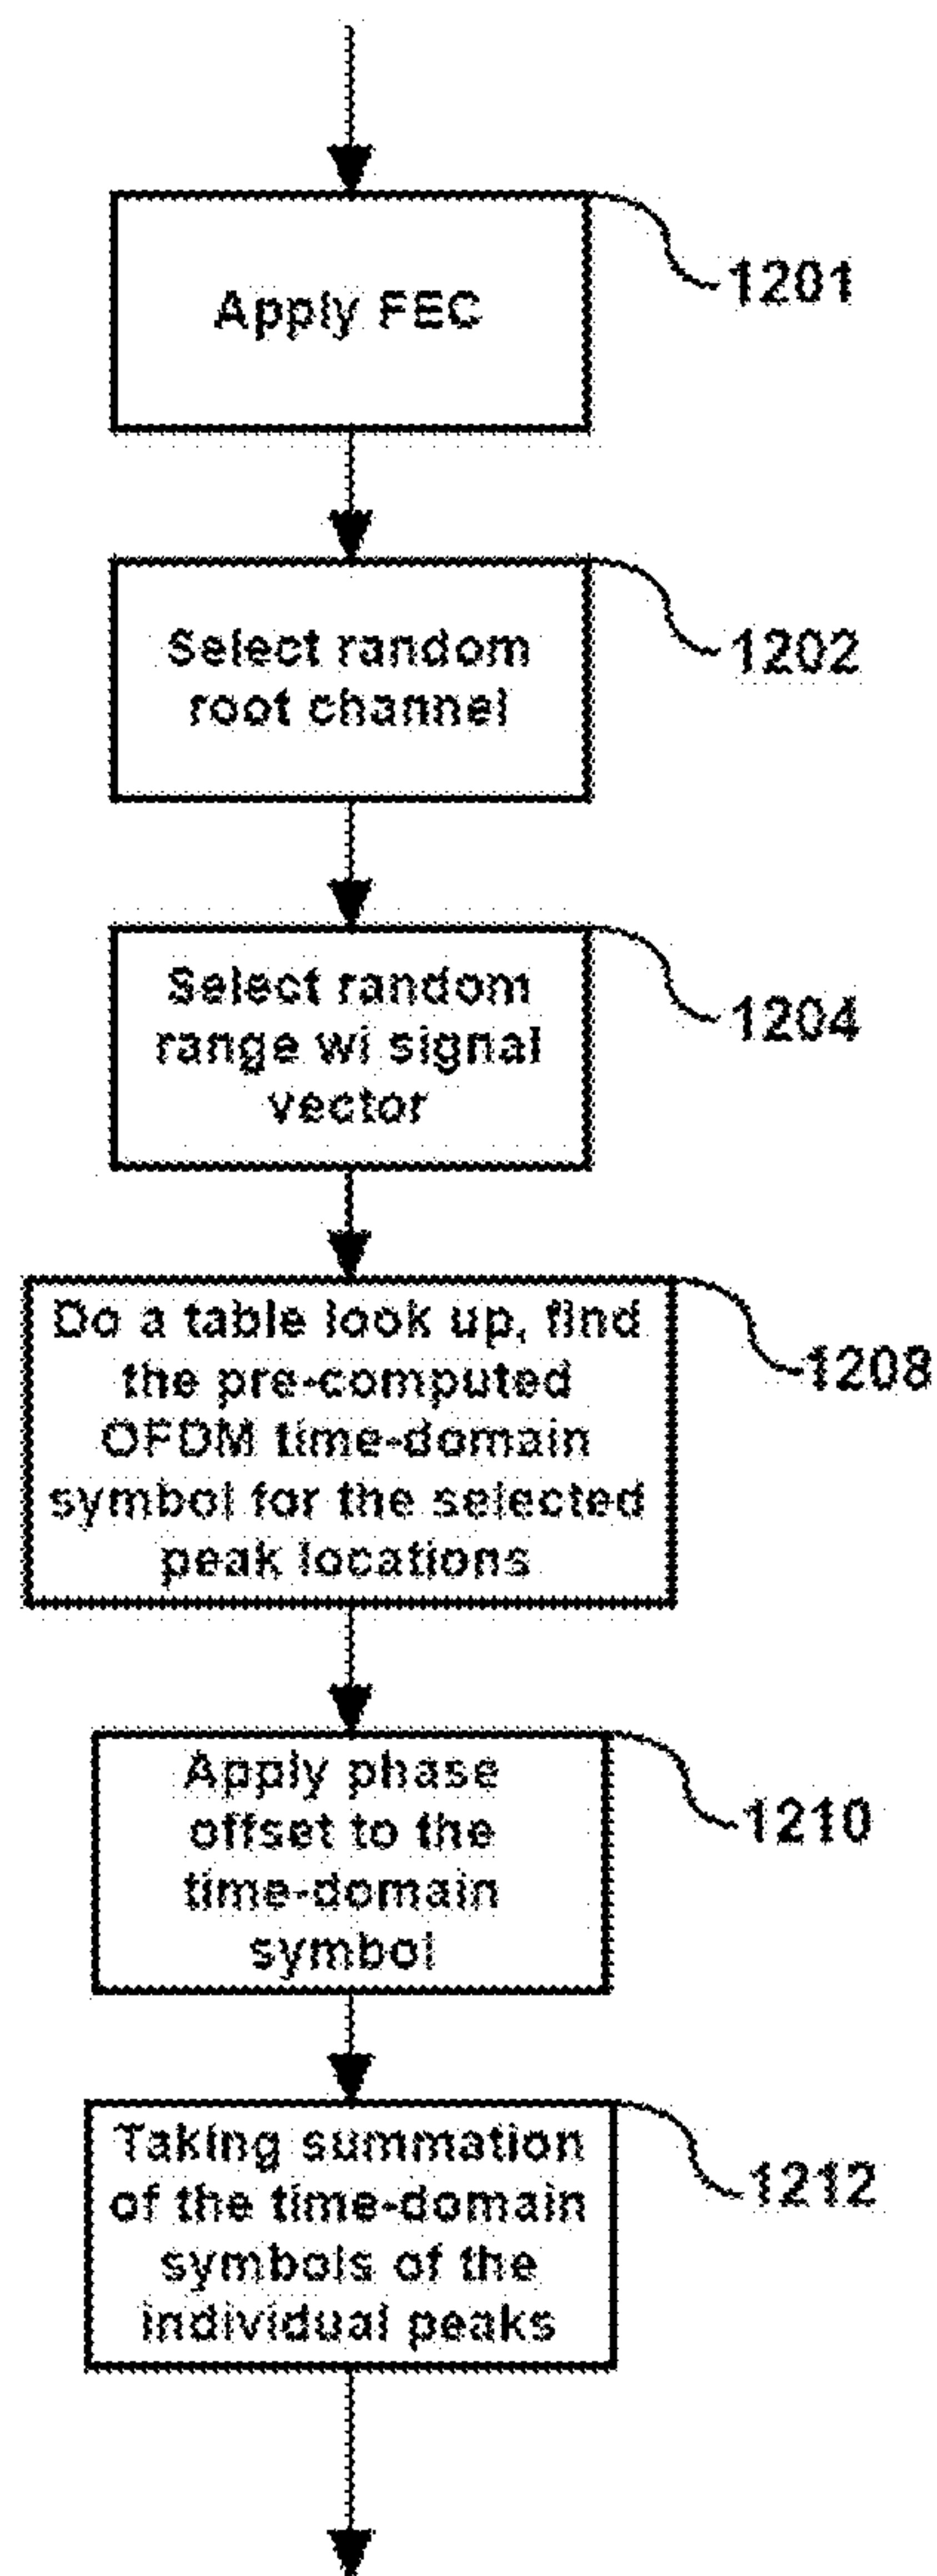 Apply FEC
1201
Select random
root channel
1202
Select random
range wi signal
vector
1204
Do a table look up, find
the pre-computed
OFDM time-domain
symbol for the selected
peak locations
1208
Apply phase
offset to the
time-domain
symbol
1210
Taking summation
of the time-domain
symbols of the
individual peaks
1212